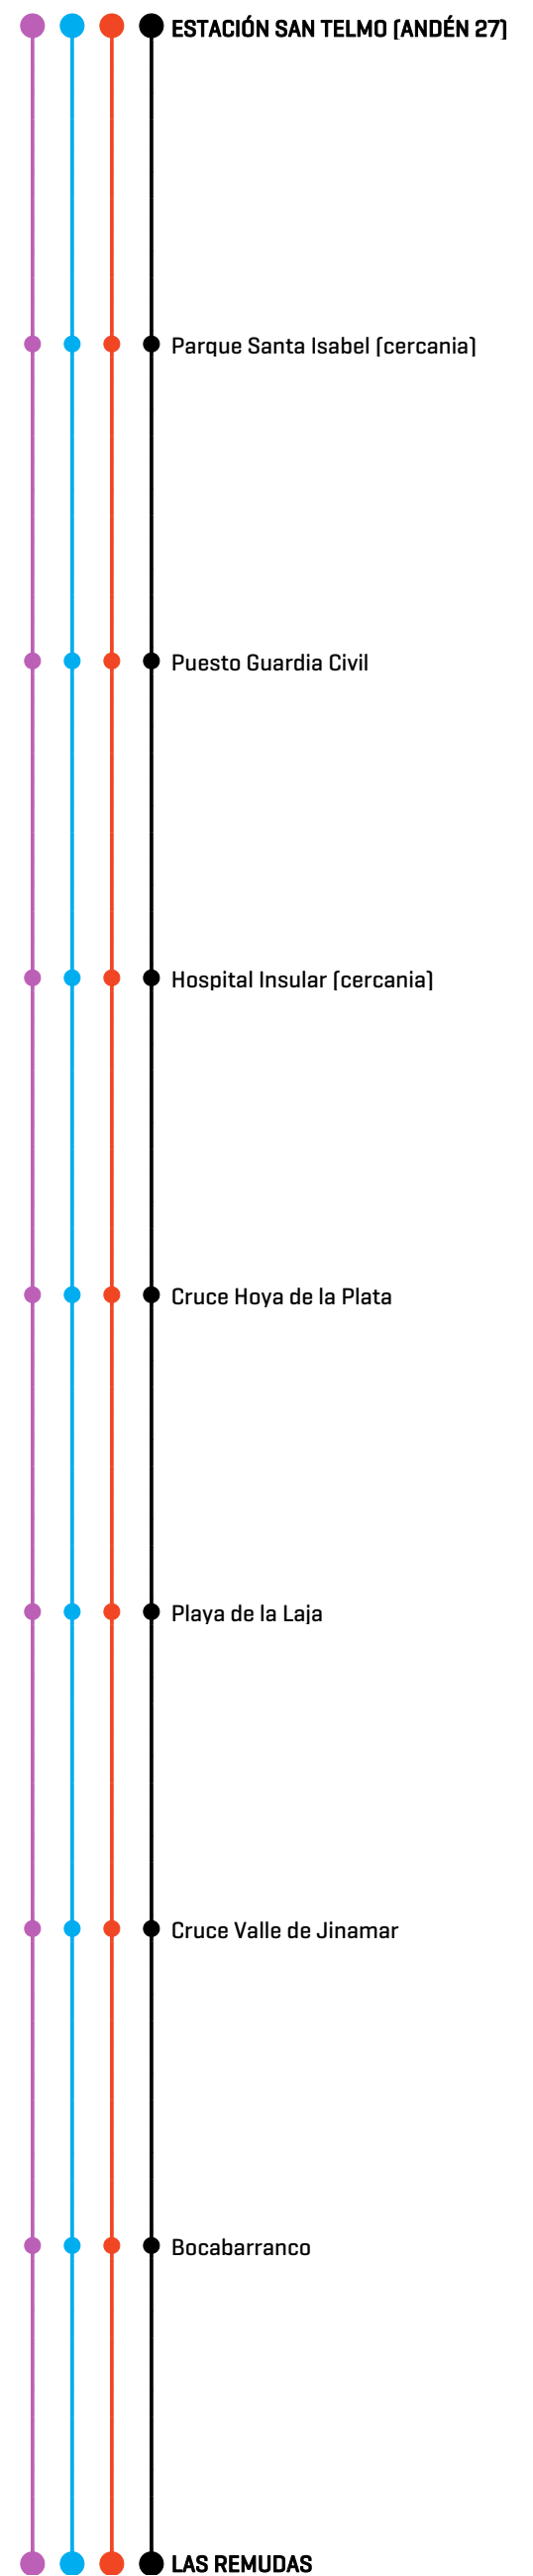 ESTACIÓN SAN TELMO (ANDÉN 27)
Parque Santa Isabel (cercania)
Puesto Guardia Civil
Hospital Insular (cercania)
Cruce Hoya de la Plata
Playa de la Laja
Cruce Valle de Jinamar
Bocabarranco
LAS REMUDAS